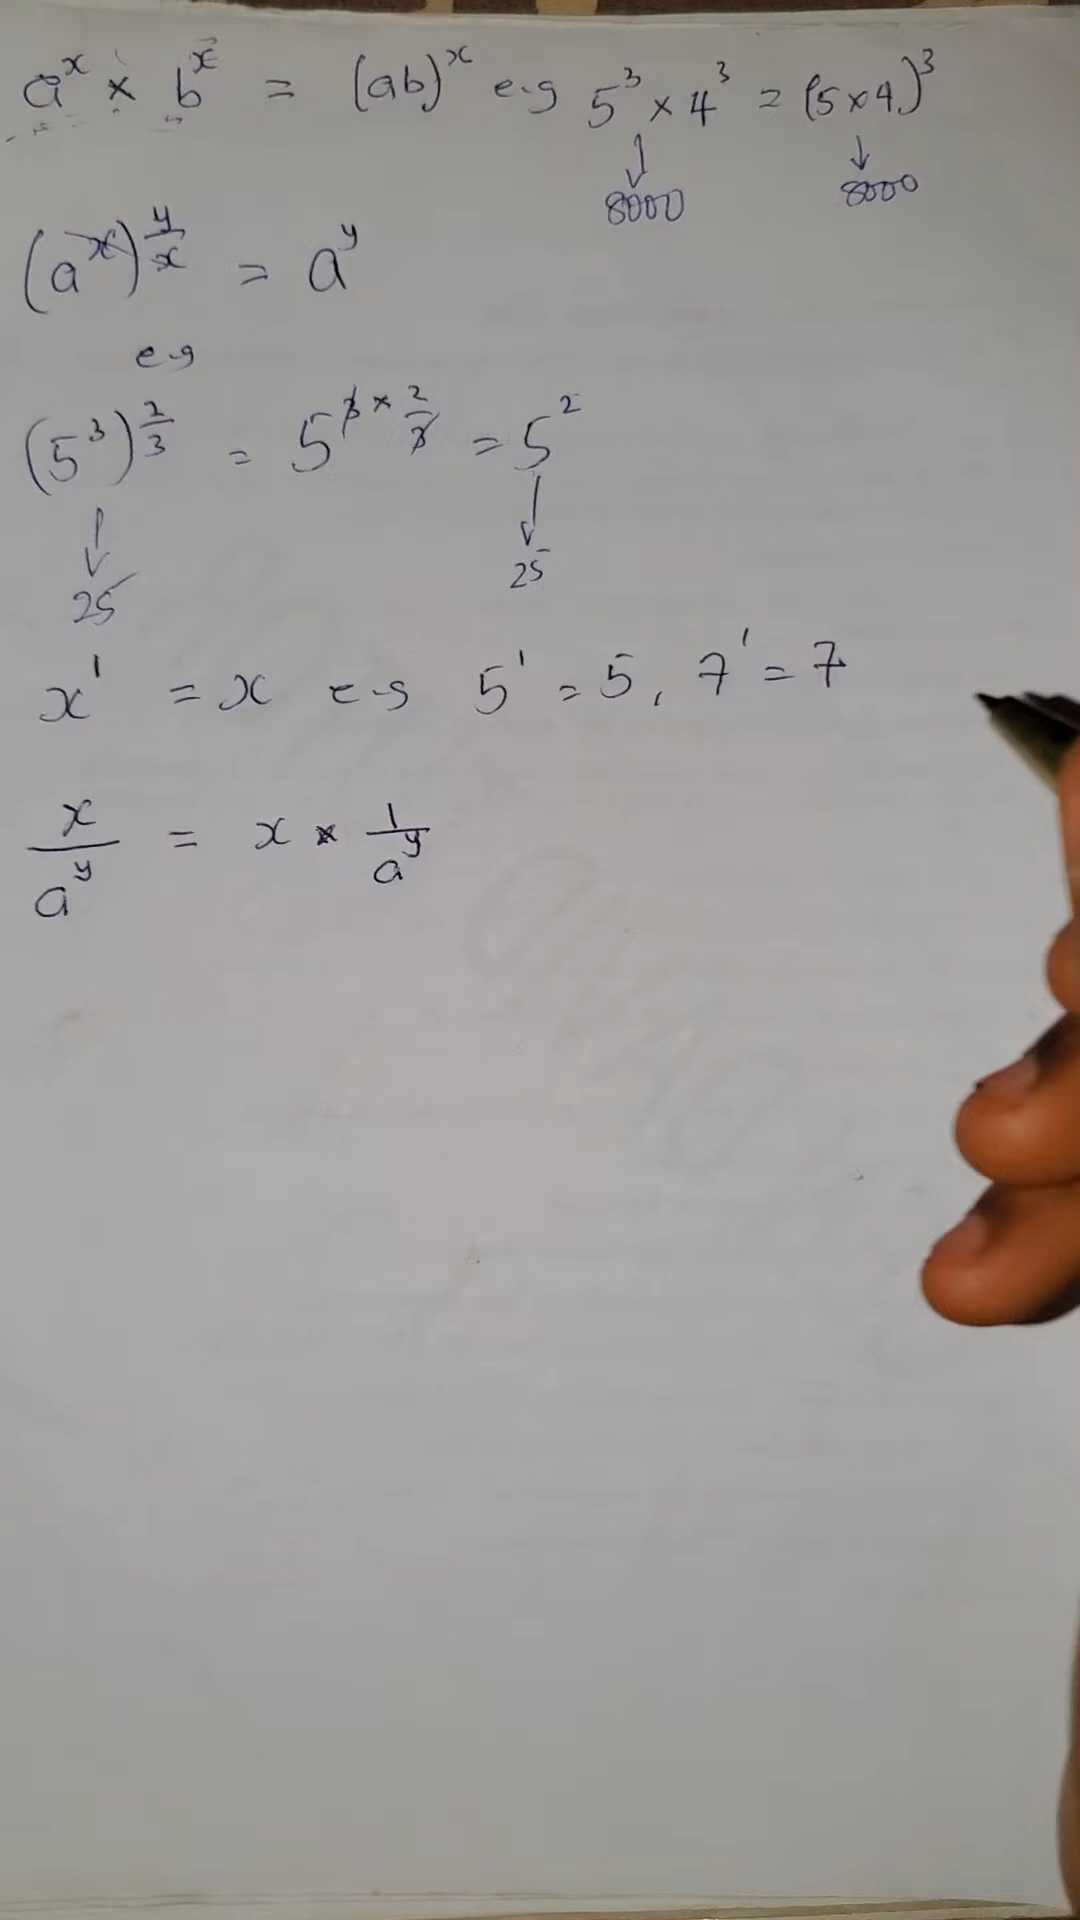 a^x × b^x = (ab)^x e.g 5^3 × 4^3 = (5×4)^3
↓ 8000 ↓ 8000
(a^x)^(y/x) = a^y
e.g
(5^3)^(2/3) = 5^(3 × 2/3) = 5^2
↓ 25 ↓ 25
x^1 = x e.g 5^1 = 5, 7^1 = 7
x/a^y = x × 1/a^y